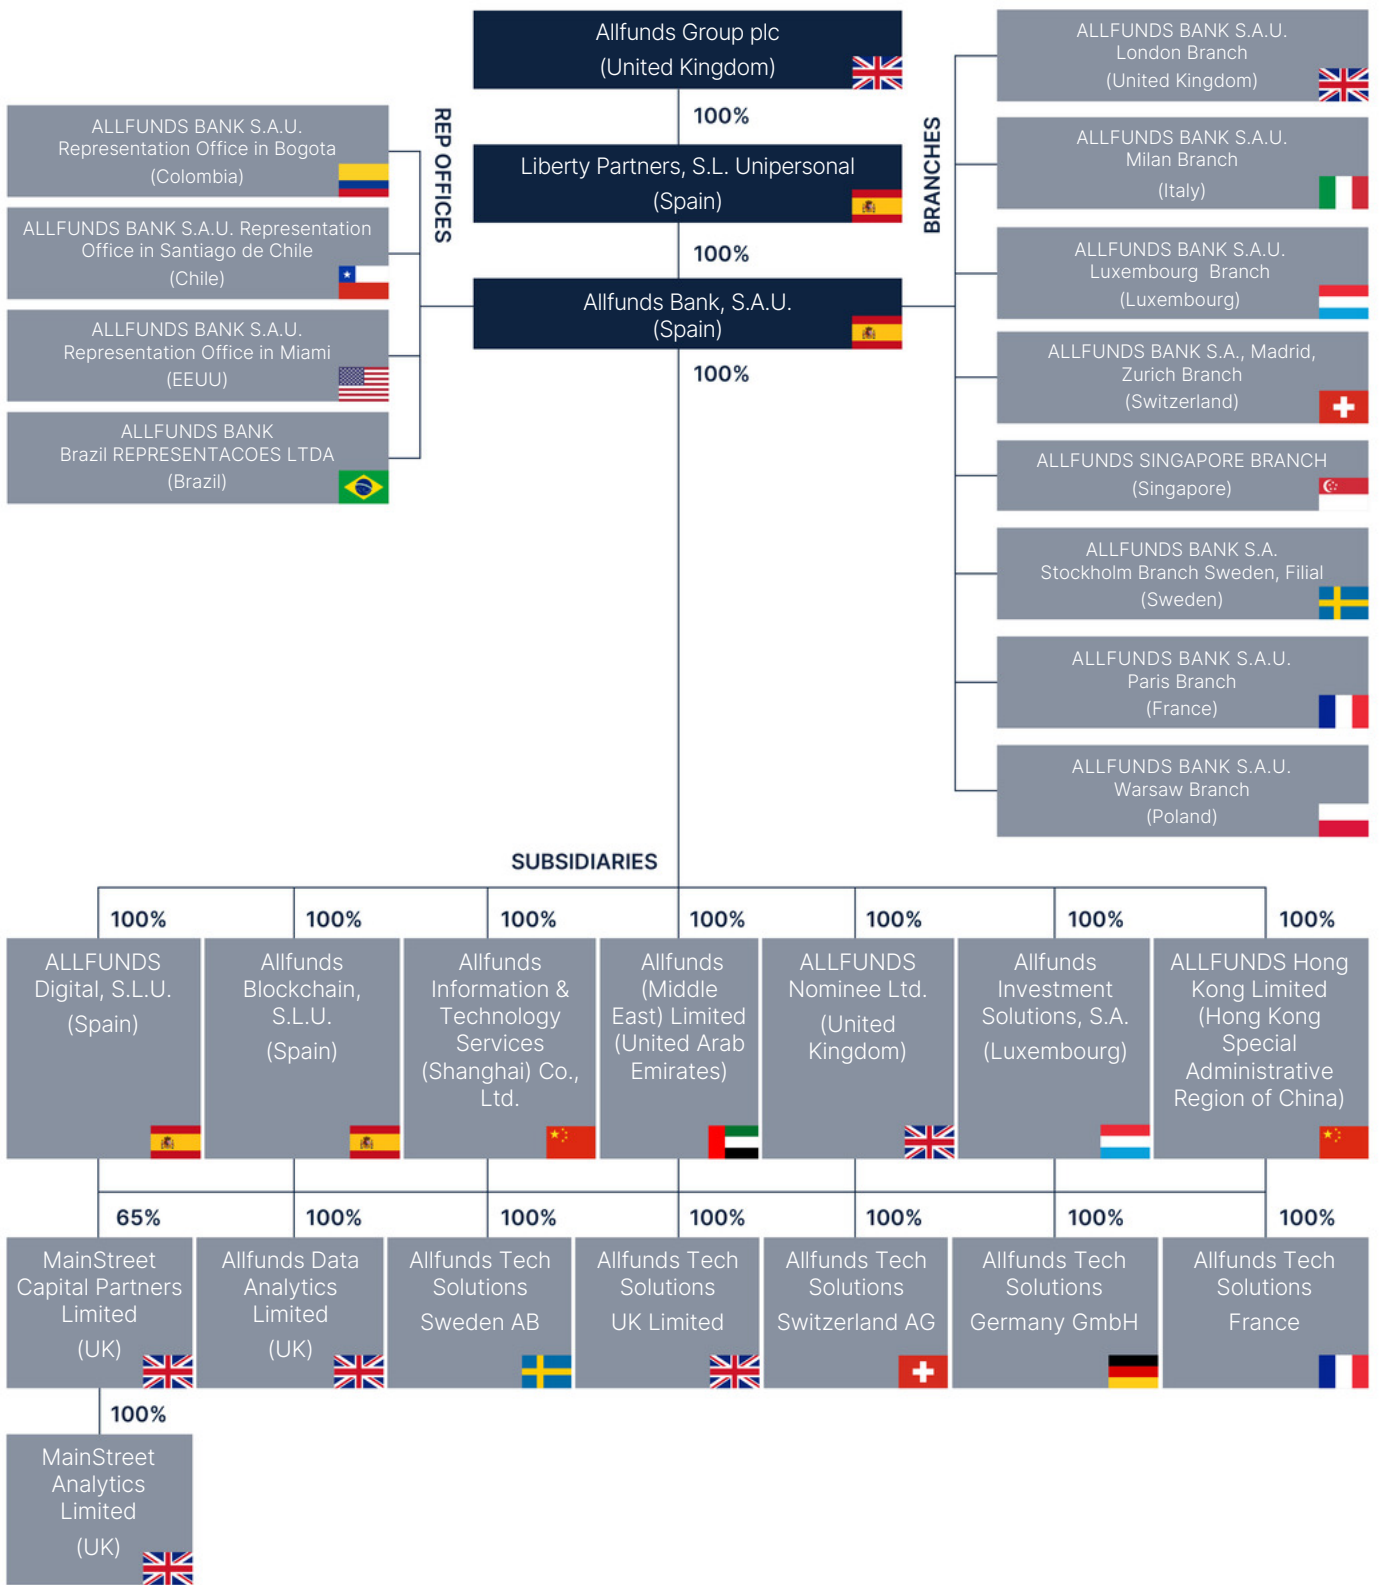 Allfunds Group plc
(United Kingdom)
100%
Liberty Partners, S.L. Unipersonal
(Spain)
100%
Allfunds Bank, S.A.U.
(Spain)
100%
REP OFFICES
ALLFUNDS BANK S.A.U.
Representation Office in Bogota
(Colombia)
ALLFUNDS BANK S.A.U. Representation
Office in Santiago de Chile
(Chile)
ALLFUNDS BANK S.A.U.
Representation Office in Miami
(EEUU)
ALLFUNDS BANK
Brazil REPRESENTACOES LTDA
(Brazil)
BRANCHES
ALLFUNDS BANK S.A.U.
London Branch
(United Kingdom)
ALLFUNDS BANK S.A.U.
Milan Branch
(Italy)
ALLFUNDS BANK S.A.U.
Luxembourg Branch
(Luxembourg)
ALLFUNDS BANK S.A., Madrid,
Zurich Branch
(Switzerland)
ALLFUNDS SINGAPORE BRANCH
(Singapore)
ALLFUNDS BANK S.A.
Stockholm Branch Sweden, Filial
(Sweden)
ALLFUNDS BANK S.A.U.
Paris Branch
(France)
ALLFUNDS BANK S.A.U.
Warsaw Branch
(Poland)
SUBSIDIARIES
100%
ALLFUNDS
Digital, S.L.U.
(Spain)
100%
Allfunds
Blockchain,
S.L.U.
(Spain)
100%
Allfunds
Information &
Technology
Services
(Shanghai) Co.,
Ltd.
100%
Allfunds
(Middle
East) Limited
(United Arab
Emirates)
100%
ALLFUNDS
Nominee Ltd.
(United
Kingdom)
100%
Allfunds
Investment
Solutions, S.A.
(Luxembourg)
100%
ALLFUNDS Hong
Kong Limited
(Hong Kong
Special
Administrative
Region of China)
65%
MainStreet
Capital Partners
Limited
(UK)
100%
Allfunds Data
Analytics
Limited
(UK)
100%
Allfunds Tech
Solutions
Sweden AB
100%
Allfunds Tech
Solutions
UK Limited
100%
Allfunds Tech
Solutions
Switzerland AG
100%
Allfunds Tech
Solutions
Germany GmbH
100%
Allfunds Tech
Solutions
France
100%
MainStreet
Analytics
Limited
(UK)